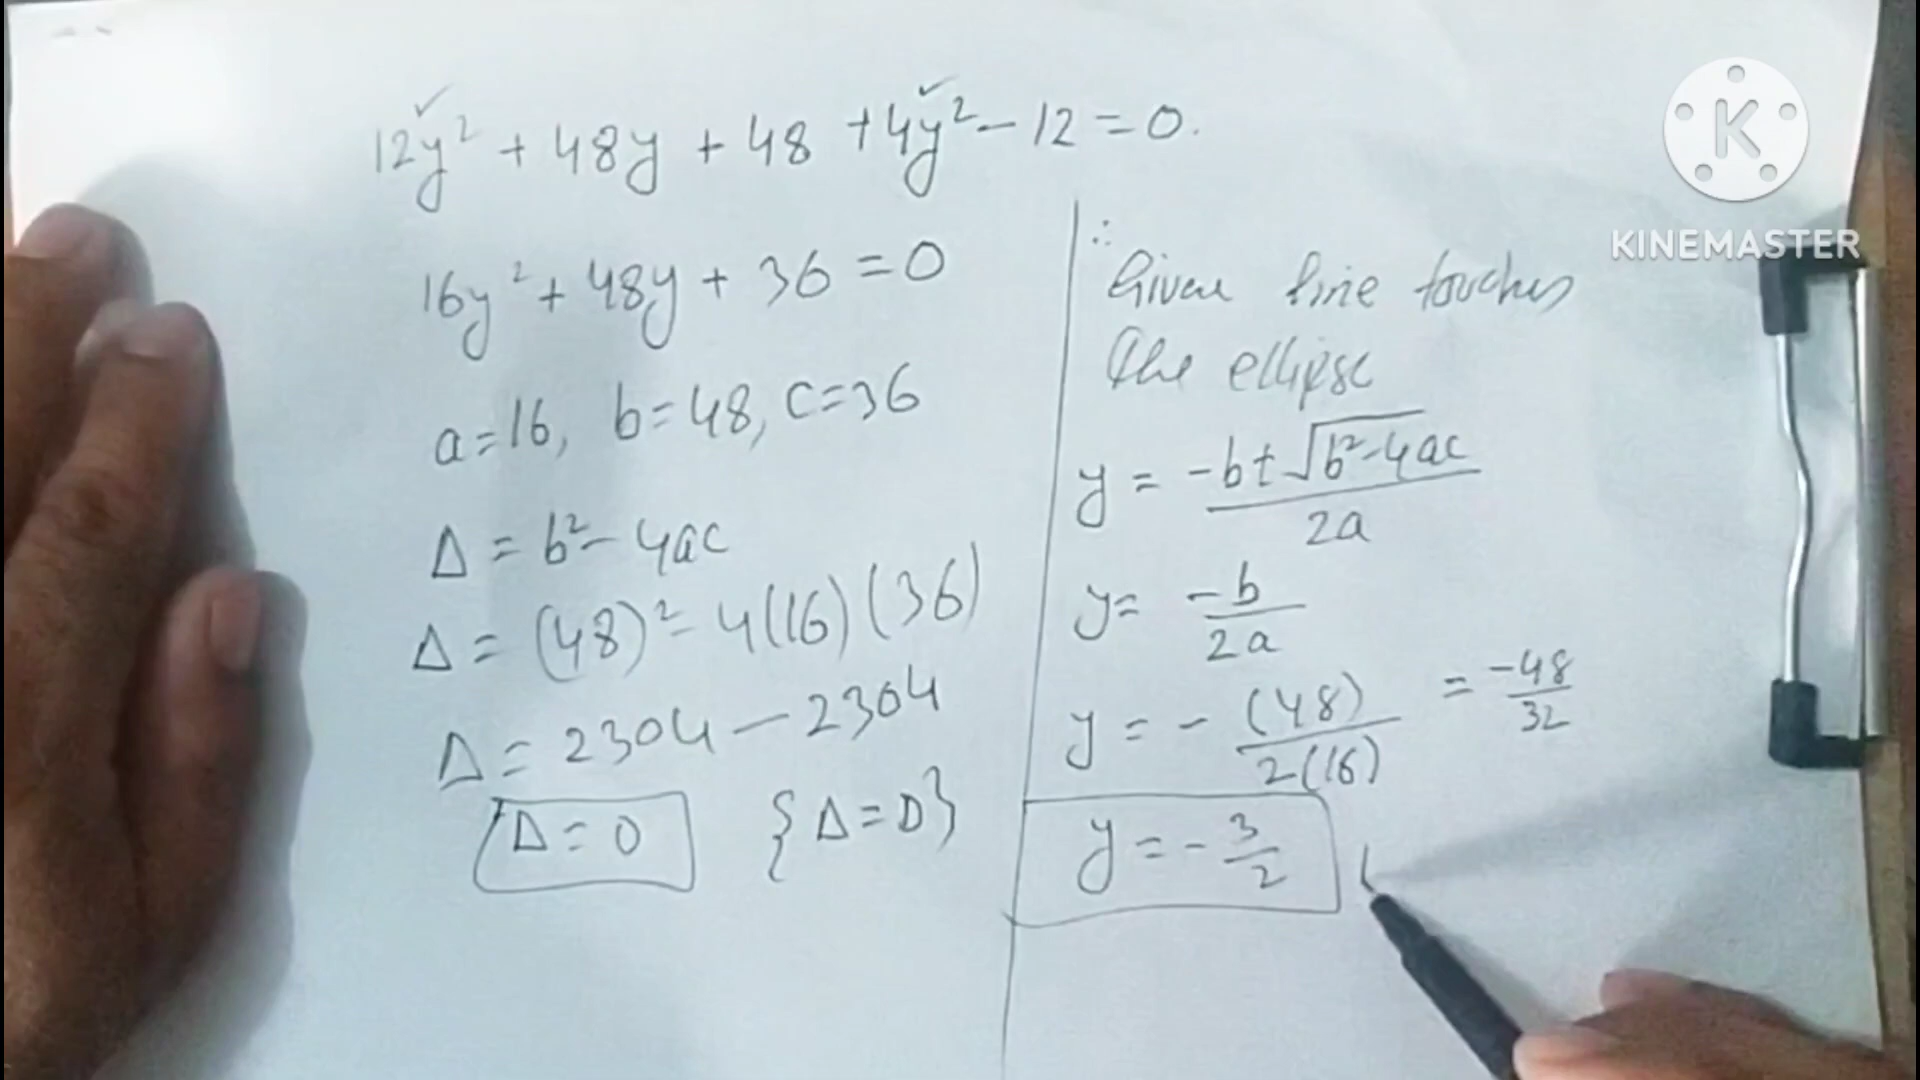 12y² + 48y + 48 + 4y² - 12 = 0.
16y² + 48y + 36 = 0
a = 16, b = 48, c = 36
Δ = b² - 4ac
Δ = (48)² - 4(16)(36)
Δ = 2304 - 2304
Δ = 0 {Δ = D}
∴
Given line touches
the ellipse
y = -b ± √b² - 4ac / 2a
y = -b / 2a
y = - (48) / 2(16) = -48 / 32
y = - 3 / 2
K
KINEMASTER